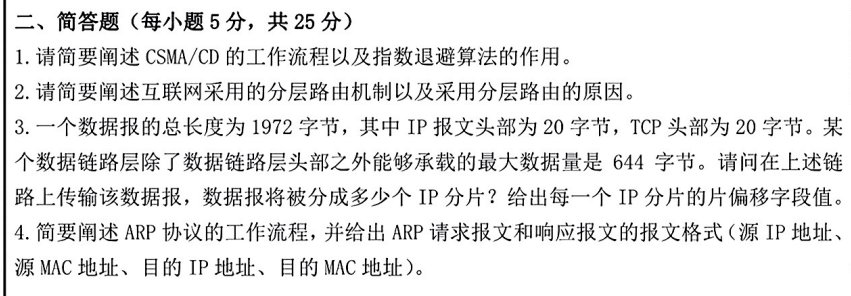 二、简答题（每小题 5 分，共 25 分）
1.请简要阐述 CSMA/CD 的工作流程以及指数退避算法的作用。
2.请简要阐述互联网采用的分层路由机制以及采用分层路由的原因。
3.一个数据报的总长度为 1972 字节，其中 IP 报文头部为 20 字节，TCP 头部为 20 字节。某
个数据链路层除了数据链路层头部之外能够承载的最大数据量是 644 字节。请问在上述链
路上传输该数据报，数据报将被分成多少个 IP 分片？给出每一个 IP 分片的片偏移字段值。
4.简要阐述 ARP 协议的工作流程，并给出 ARP 请求报文和响应报文的报文格式（源 IP 地址、
源 MAC 地址、目的 IP 地址、目的 MAC 地址）。